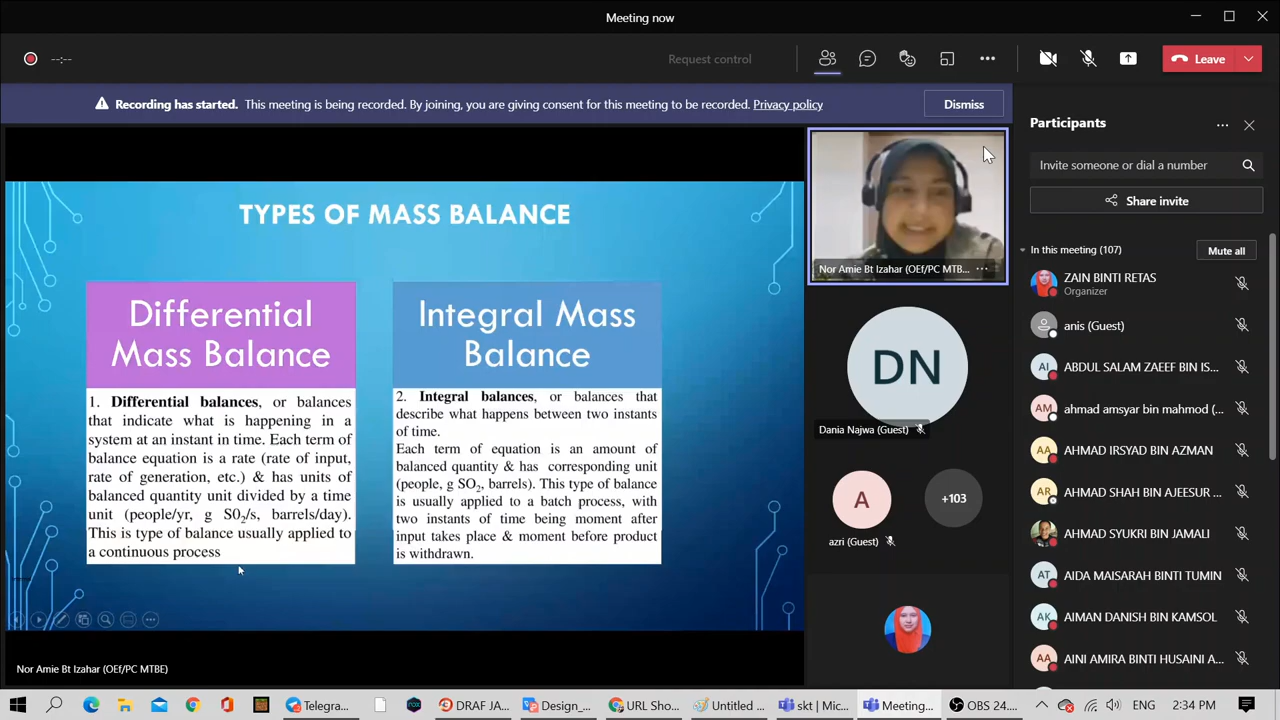 Meeting now
--:--
Request control
Leave
Recording has started. This meeting is being recorded. By joining, you are giving consent for this meeting to be recorded. Privacy policy
Dismiss
TYPES OF MASS BALANCE
Differential
Mass Balance
1. Differential balances, or balances
that indicate what is happening in a
system at an instant in time. Each term of
balance equation is a rate (rate of input,
rate of generation, etc.) & has units of
balanced quantity unit divided by a time
unit (people/yr, g S0₂/s, barrels/day).
This is type of balance usually applied to
a continuous process
Integral Mass
Balance
2. Integral balances, or balances that
describe what happens between two instants
of time.
Each term of equation is an amount of
balanced quantity & has corresponding unit
(people, g SO₂, barrels). This type of balance
is usually applied to a batch process, with
two instants of time being moment after
input takes place & moment before product
is withdrawn.
Nor Amie Bt Izahar (OEf/PC MTBE)
Nor Amie Bt Izahar (OEf/PC MTB...
DN
Dania Najwa (Guest)
A
azri (Guest)
+103
Participants
Invite someone or dial a number
Share invite
In this meeting (107)
Mute all
ZAIN BINTI RETAS
Organizer
anis (Guest)
AI
ABDUL SALAM ZAEEF BIN IS...
AM
ahmad amsyar bin mahmod (...
AA
AHMAD IRSYAD BIN AZMAN
AR
AHMAD SHAH BIN AJEESUR ...
AHMAD SYUKRI BIN JAMALI
AT
AIDA MAISARAH BINTI TUMIN
AK
AIMAN DANISH BIN KAMSOL
AA
AINI AMIRA BINTI HUSAINI A...
Telegra...
DRAF JA...
Design_...
URL Sho...
Untitled ...
skt | Mic...
Meeting...
OBS 24....
ENG
2:34 PM